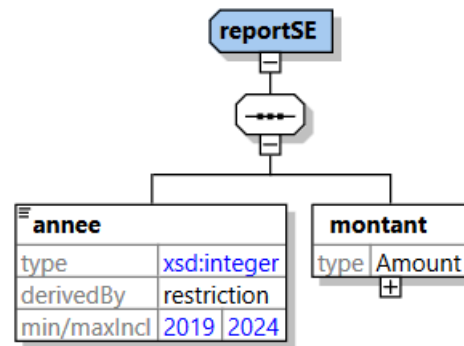 reportSE
annee
type xsd:integer
derivedBy restriction
min/maxIncl 2019 2024
montant
type Amount